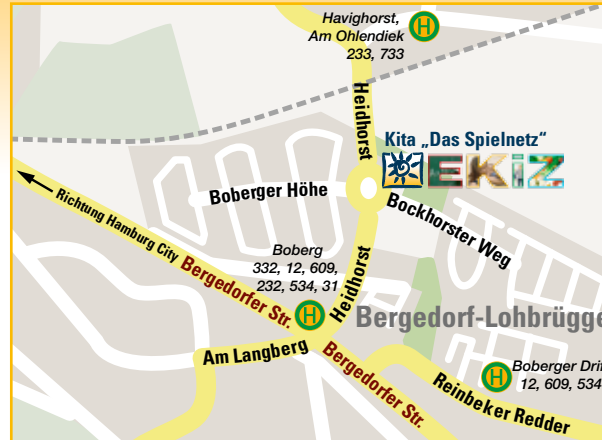 Havighorst,
Am Ohlendiek
233, 733
H
Heidhorst
Kita „Das Spielnetz“
EKiZ
Boberger Höhe
Bockhorster Weg
Richtung Hamburg City
Bergedorfer Str.
Boberg
332, 12, 609,
232, 534, 31
H
Heidhorst
Bergedorf-Lohbrügge
Am Langberg
Bergedorfer Str.
H
Boberger Drif
12, 609, 534
Reinbeker Redder